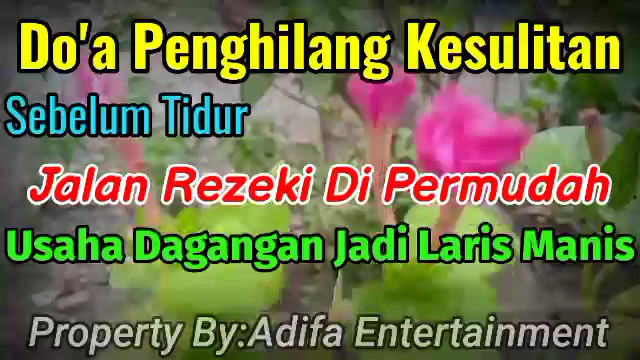 Do'a Penghilang Kesulitan
Sebelum Tidur
Jalan Rezeki Di Permudah
Usaha Dagangan Jadi Laris Manis
Property By:Adifa Entertainment